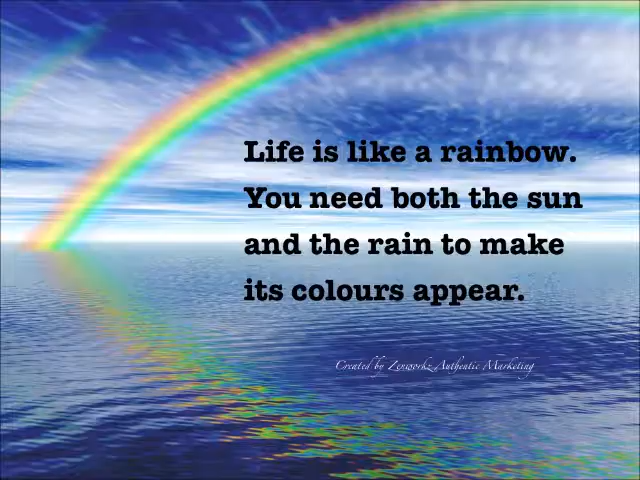 Life is like a rainbow.
You need both the sun
and the rain to make
its colours appear.
Created by Zenworkz Authentic Marketing